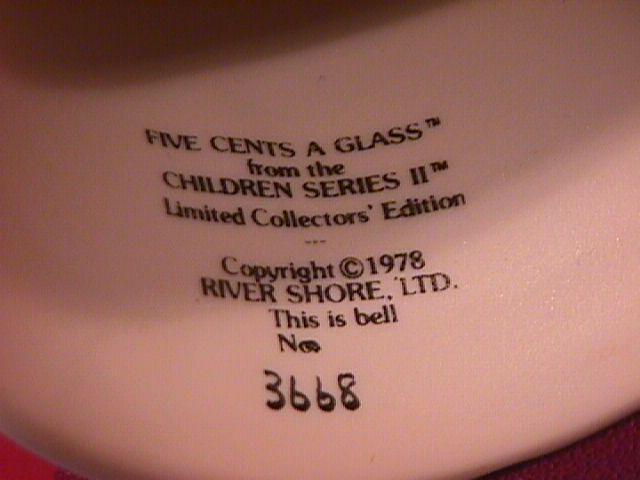 FIVE CENTS A GLASS™
from the
CHILDREN SERIES II™
Limited Collectors' Edition
---
Copyright ©1978
RIVER SHORE, LTD.
This is bell
No.
3668